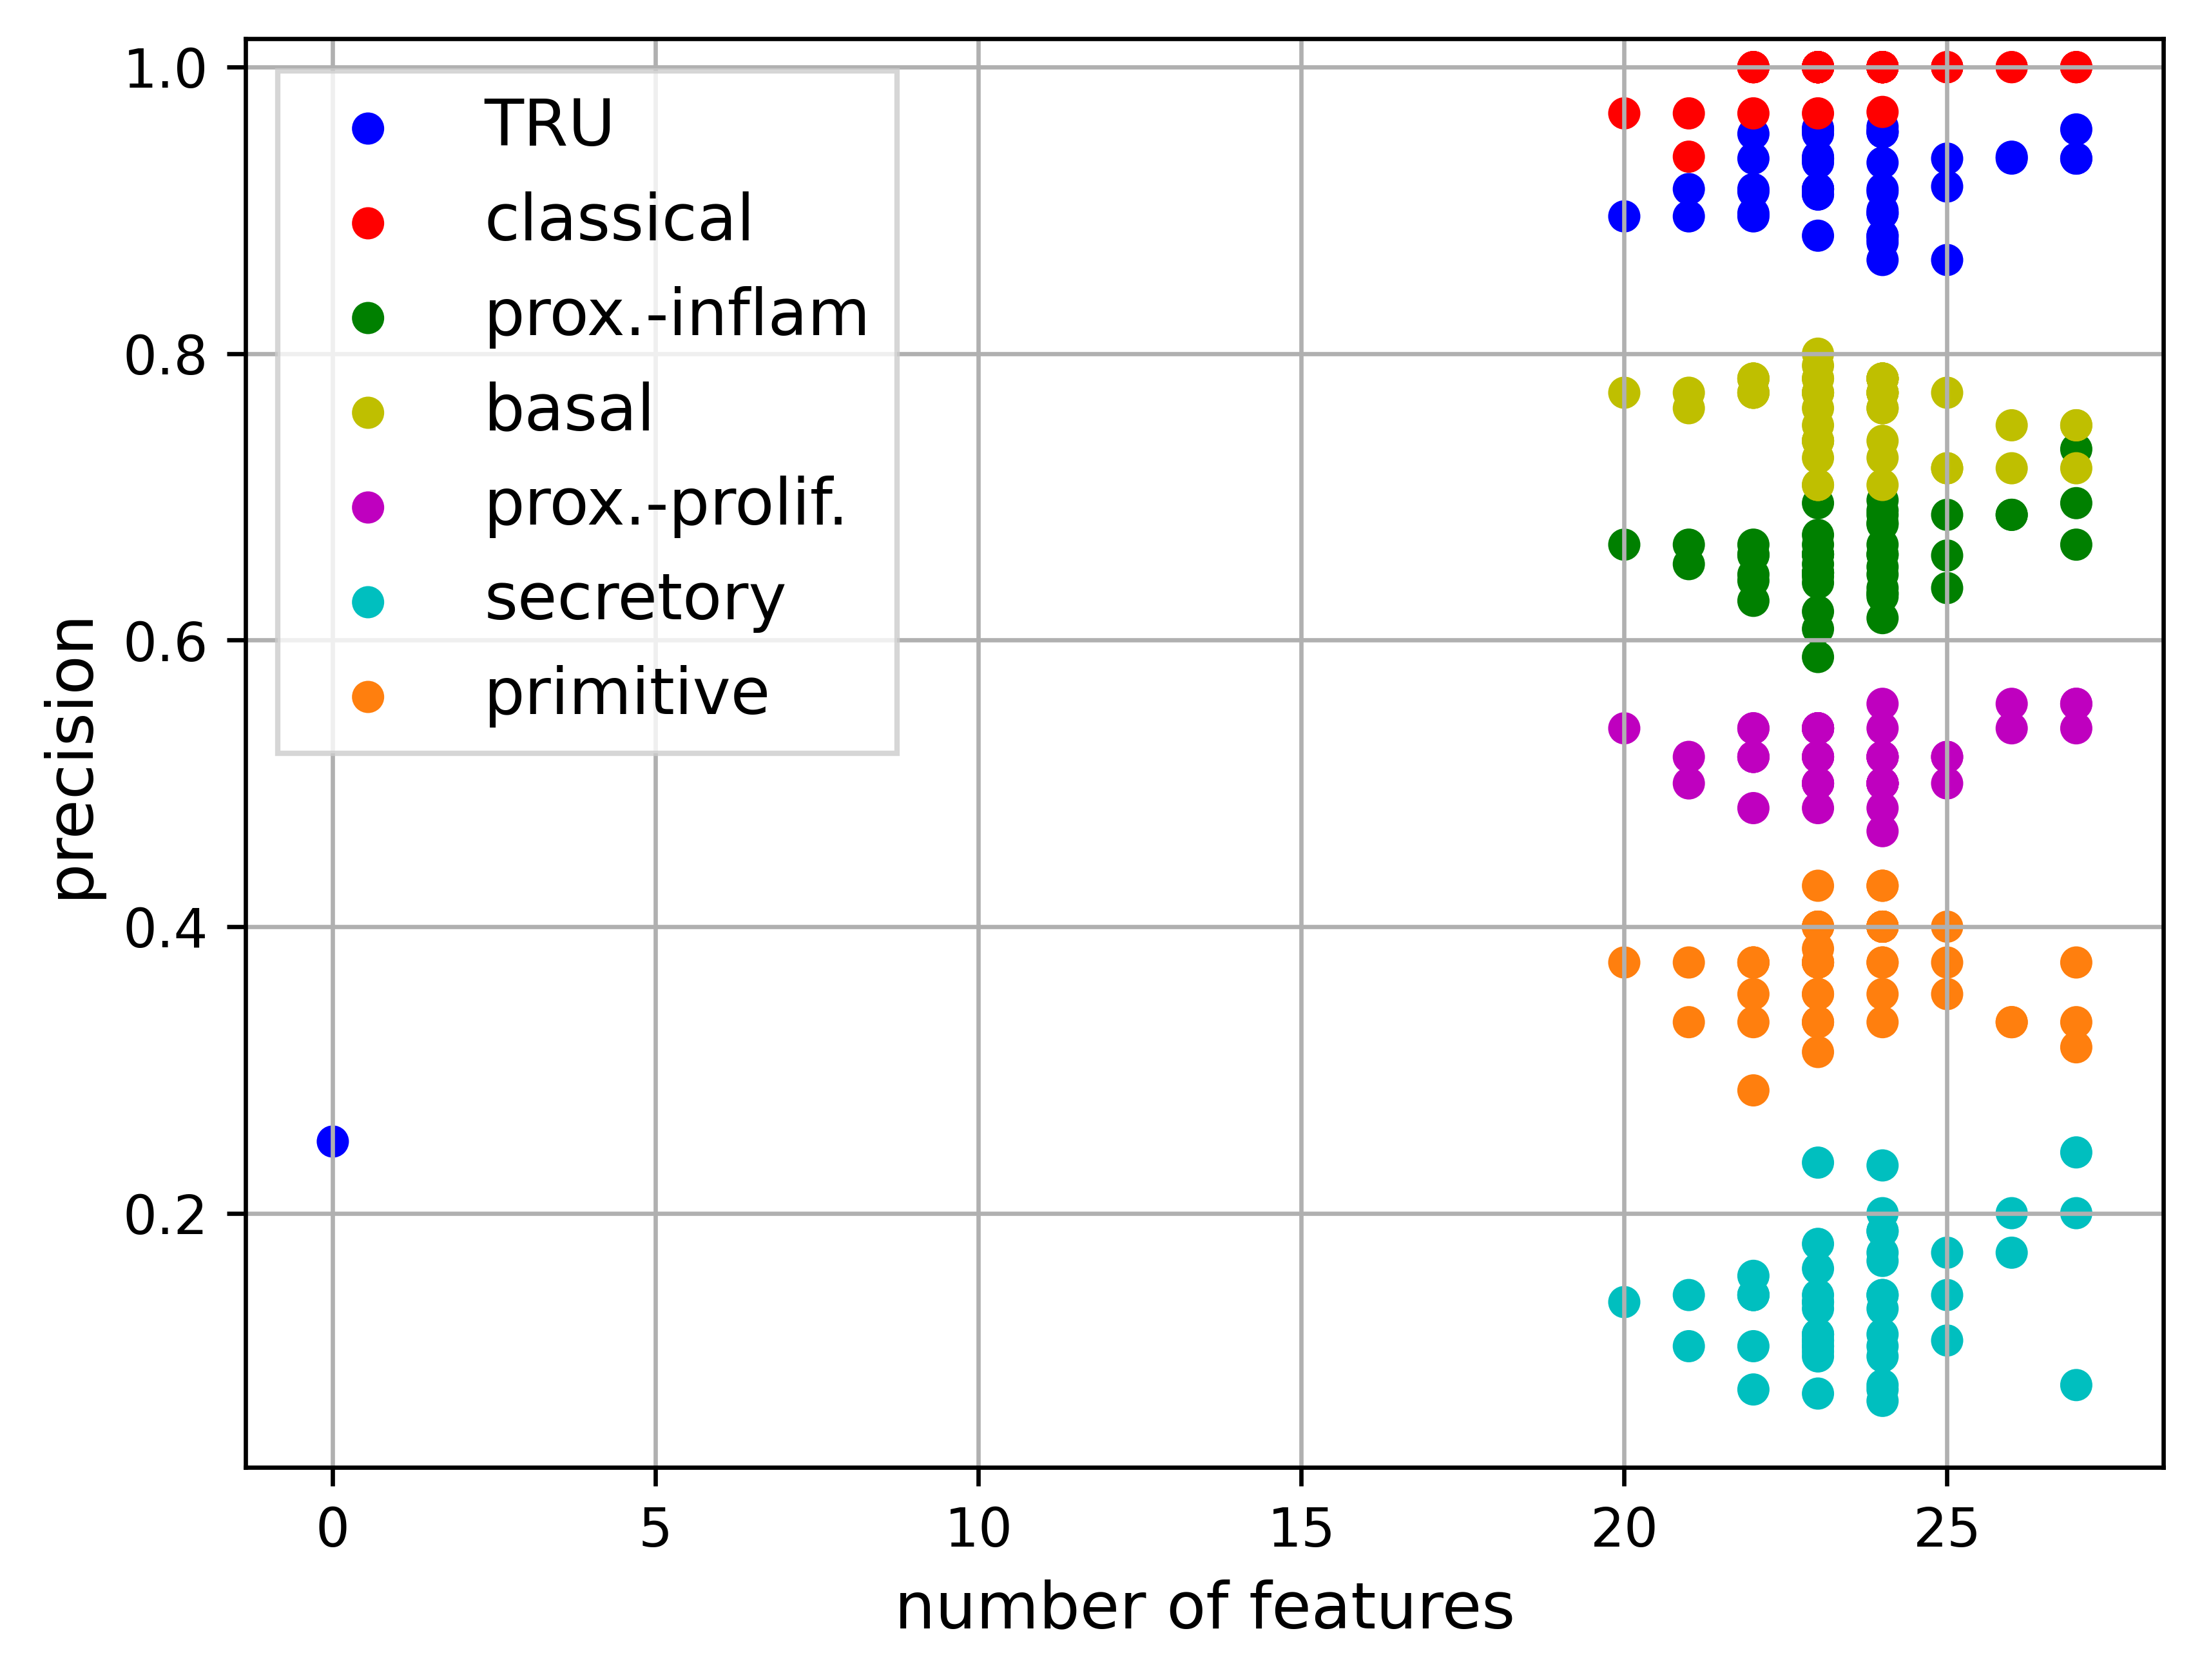 1.0
0.8
0.6
0.4
0.2
precision
TRU
classical
prox.-inflam
basal
prox.-prolif.
secretory
primitive
0 5 10 15 20 25
number of features